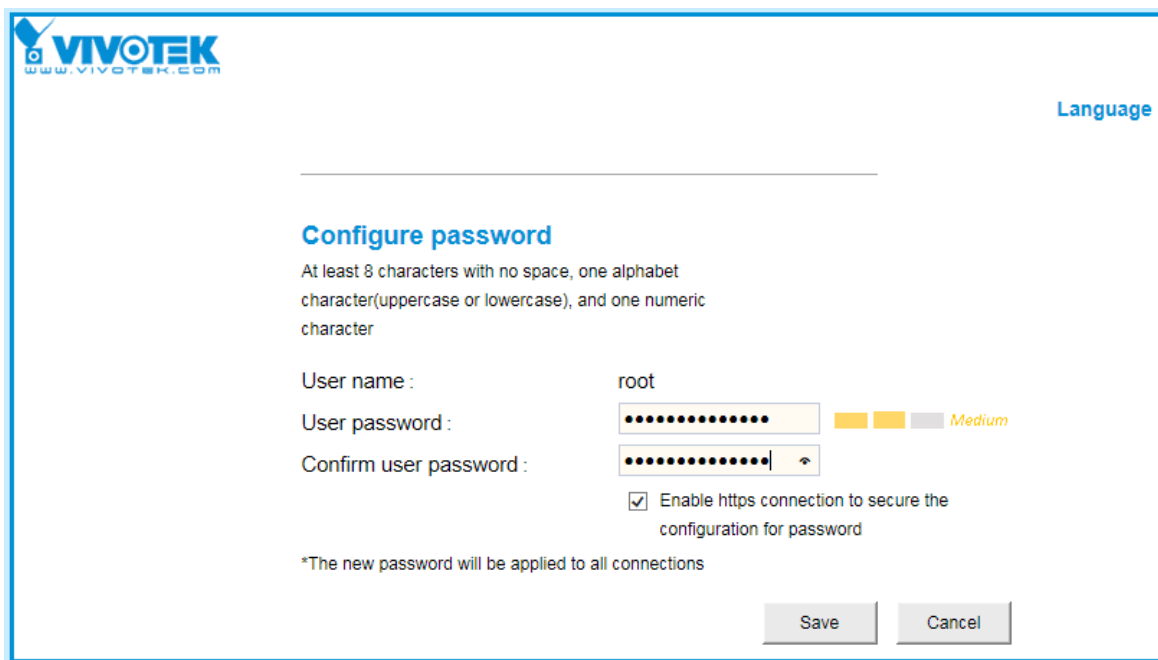 VIVOTEK
www.vivotek.com
Language
Configure password
At least 8 characters with no space, one alphabet
character(uppercase or lowercase), and one numeric
character
User name : root
User password : •••••••••••••• Medium
Confirm user password : ••••••••••••••
Enable https connection to secure the
configuration for password
*The new password will be applied to all connections
Save Cancel